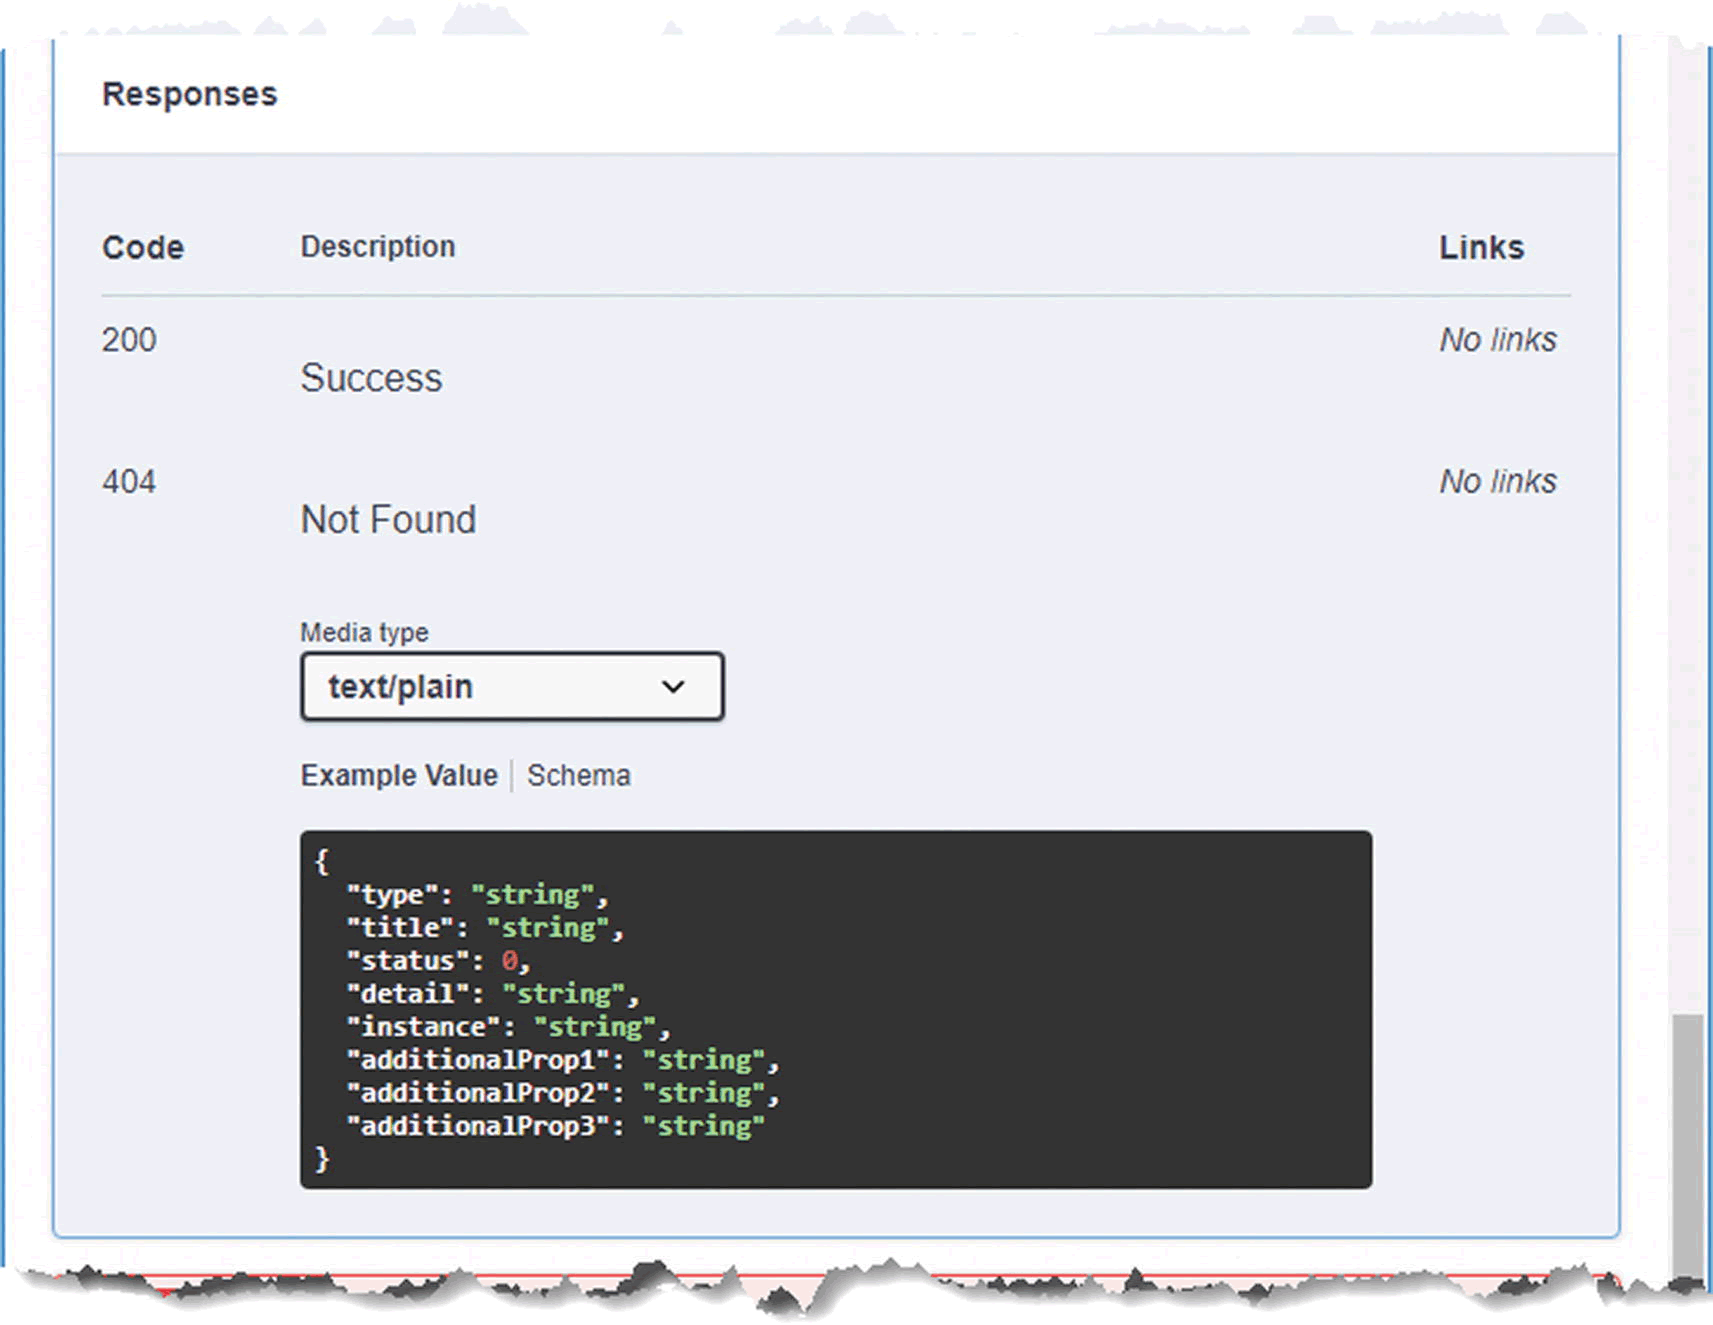 Responses
Code Description Links
200 No links
Success
404 No links
Not Found
Media type
text/plain
Example Value | Schema
{
  "type": "string",
  "title": "string",
  "status": 0,
  "detail": "string",
  "instance": "string",
  "additionalProp1": "string",
  "additionalProp2": "string",
  "additionalProp3": "string"
}